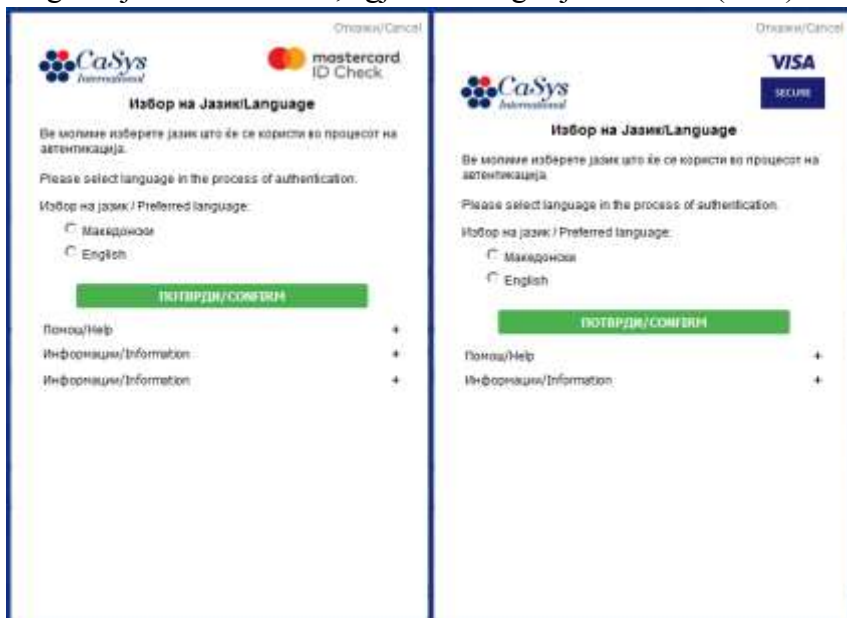 Откажи/Cancel
CaSys
International
mastercard
ID Check
Избор на Јазик/Language
Ве молиме изберете јазик што ќе се користи во процесот на
автентикација.
Please select language in the process of authentication.
Избор на јазик / Preferred language:
Македонски
English
ПОТВРДИ/CONFIRM
Помош/Help +
Информации/Information +
Информации/Information +
Откажи/Cancel
CaSys
International
VISA
SECURE
Избор на Јазик/Language
Ве молиме изберете јазик што ќе се користи во процесот на
автентикација.
Please select language in the process of authentication.
Избор на јазик / Preferred language:
Македонски
English
ПОТВРДИ/CONFIRM
Помош/Help +
Информации/Information +